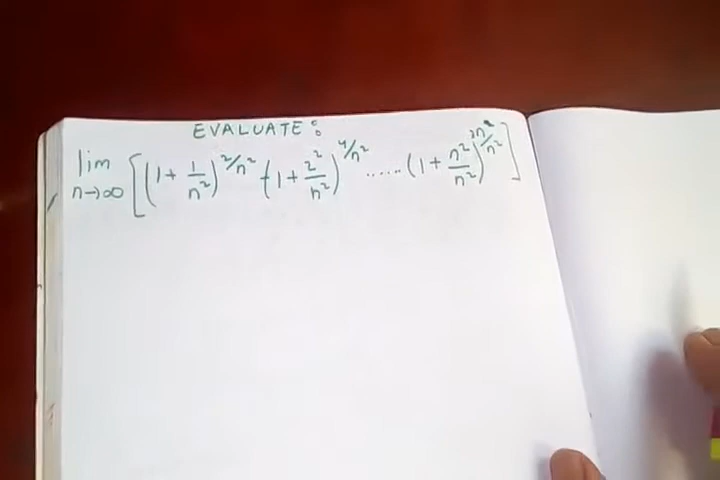 EVALUATE:
lim n→∞ [(1 + 1/n²)^2/n² (1 + 2²/n²)^4/n² ...... (1 + n²/n²)^2n/n²]